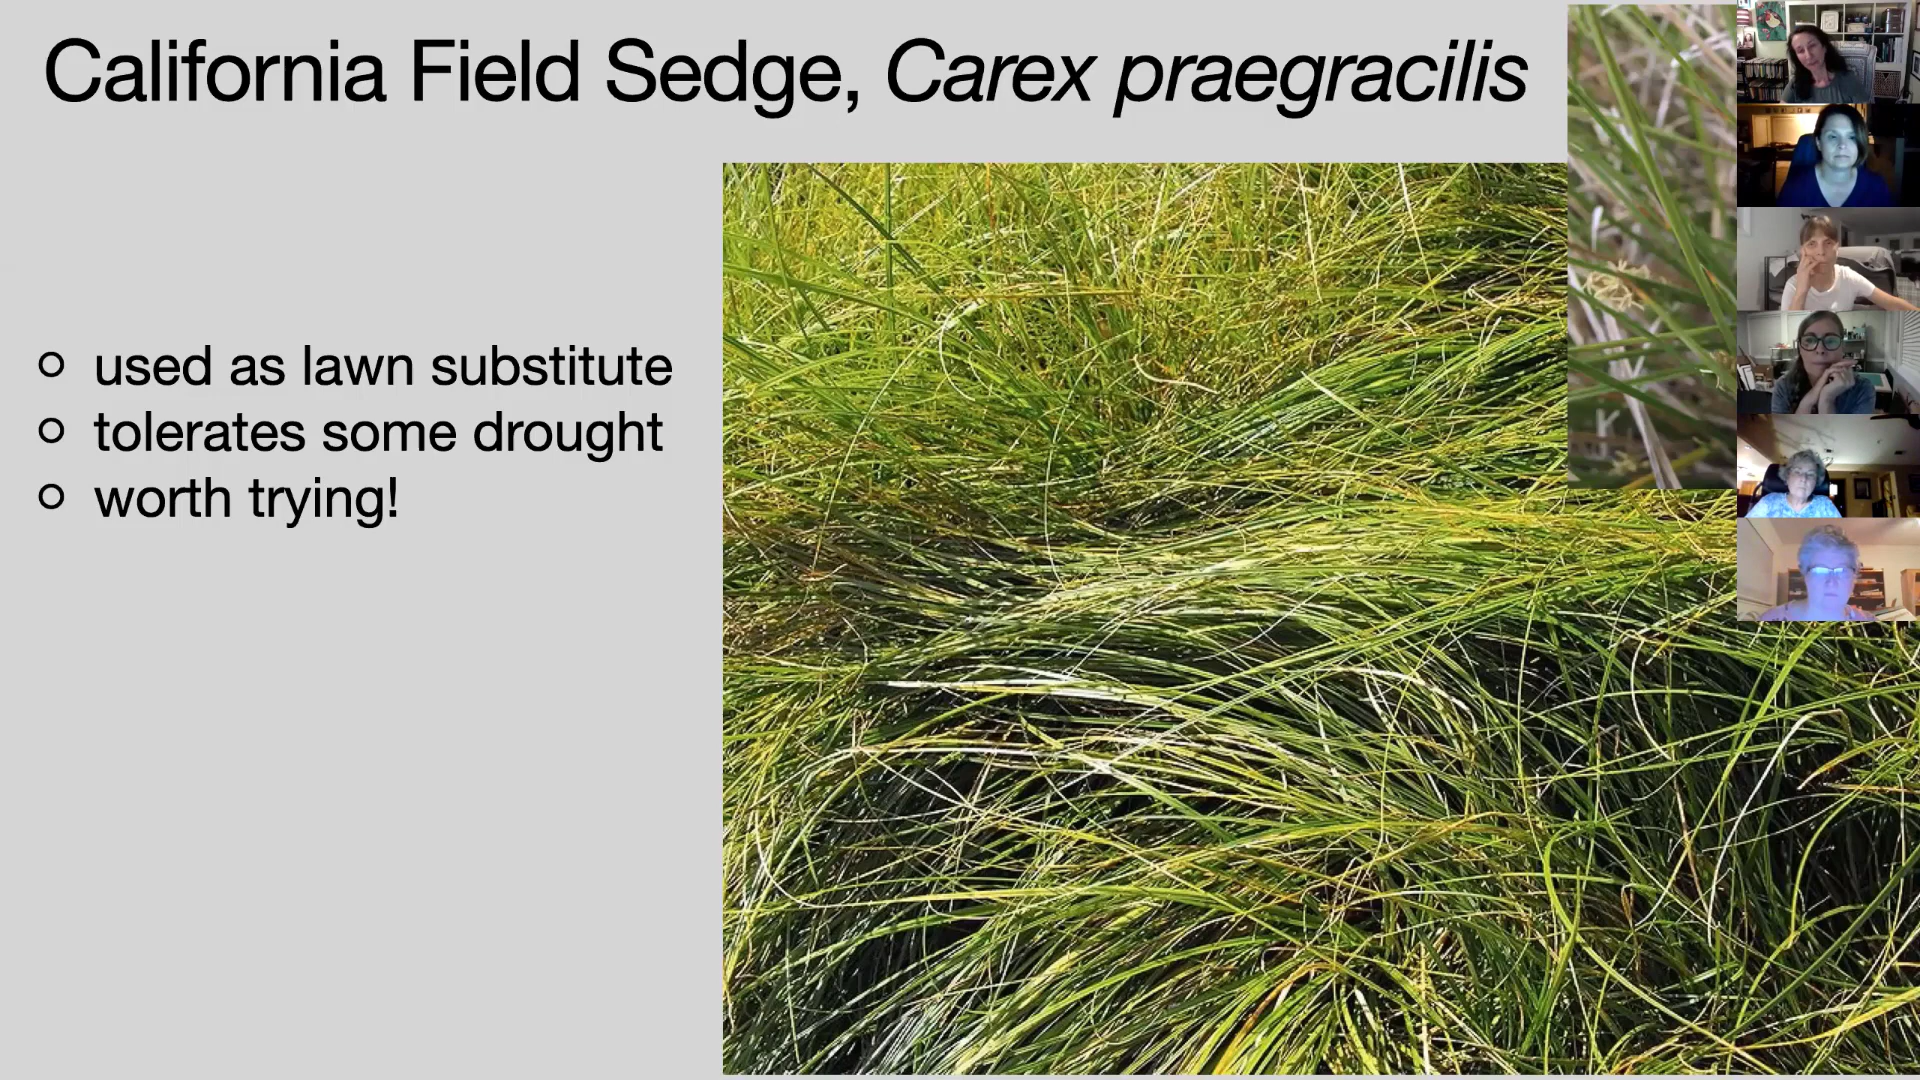 California Field Sedge, Carex praegracilis
used as lawn substitute
tolerates some drought
worth trying!